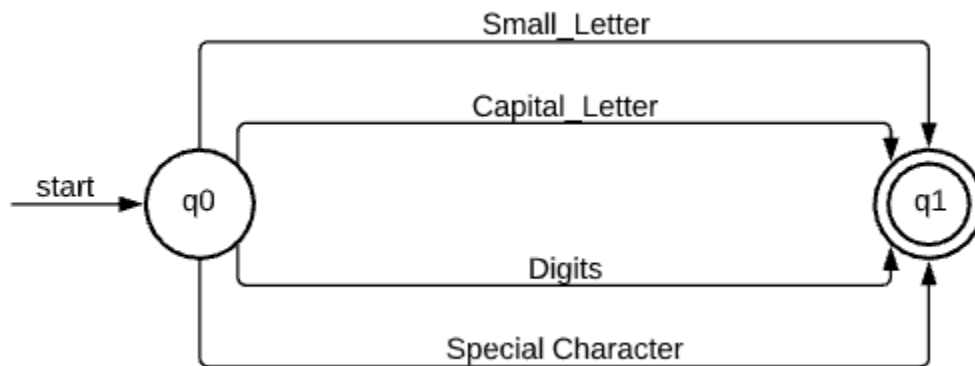 Small_Letter
Capital_Letter
start
q0
q1
Digits
Special Character